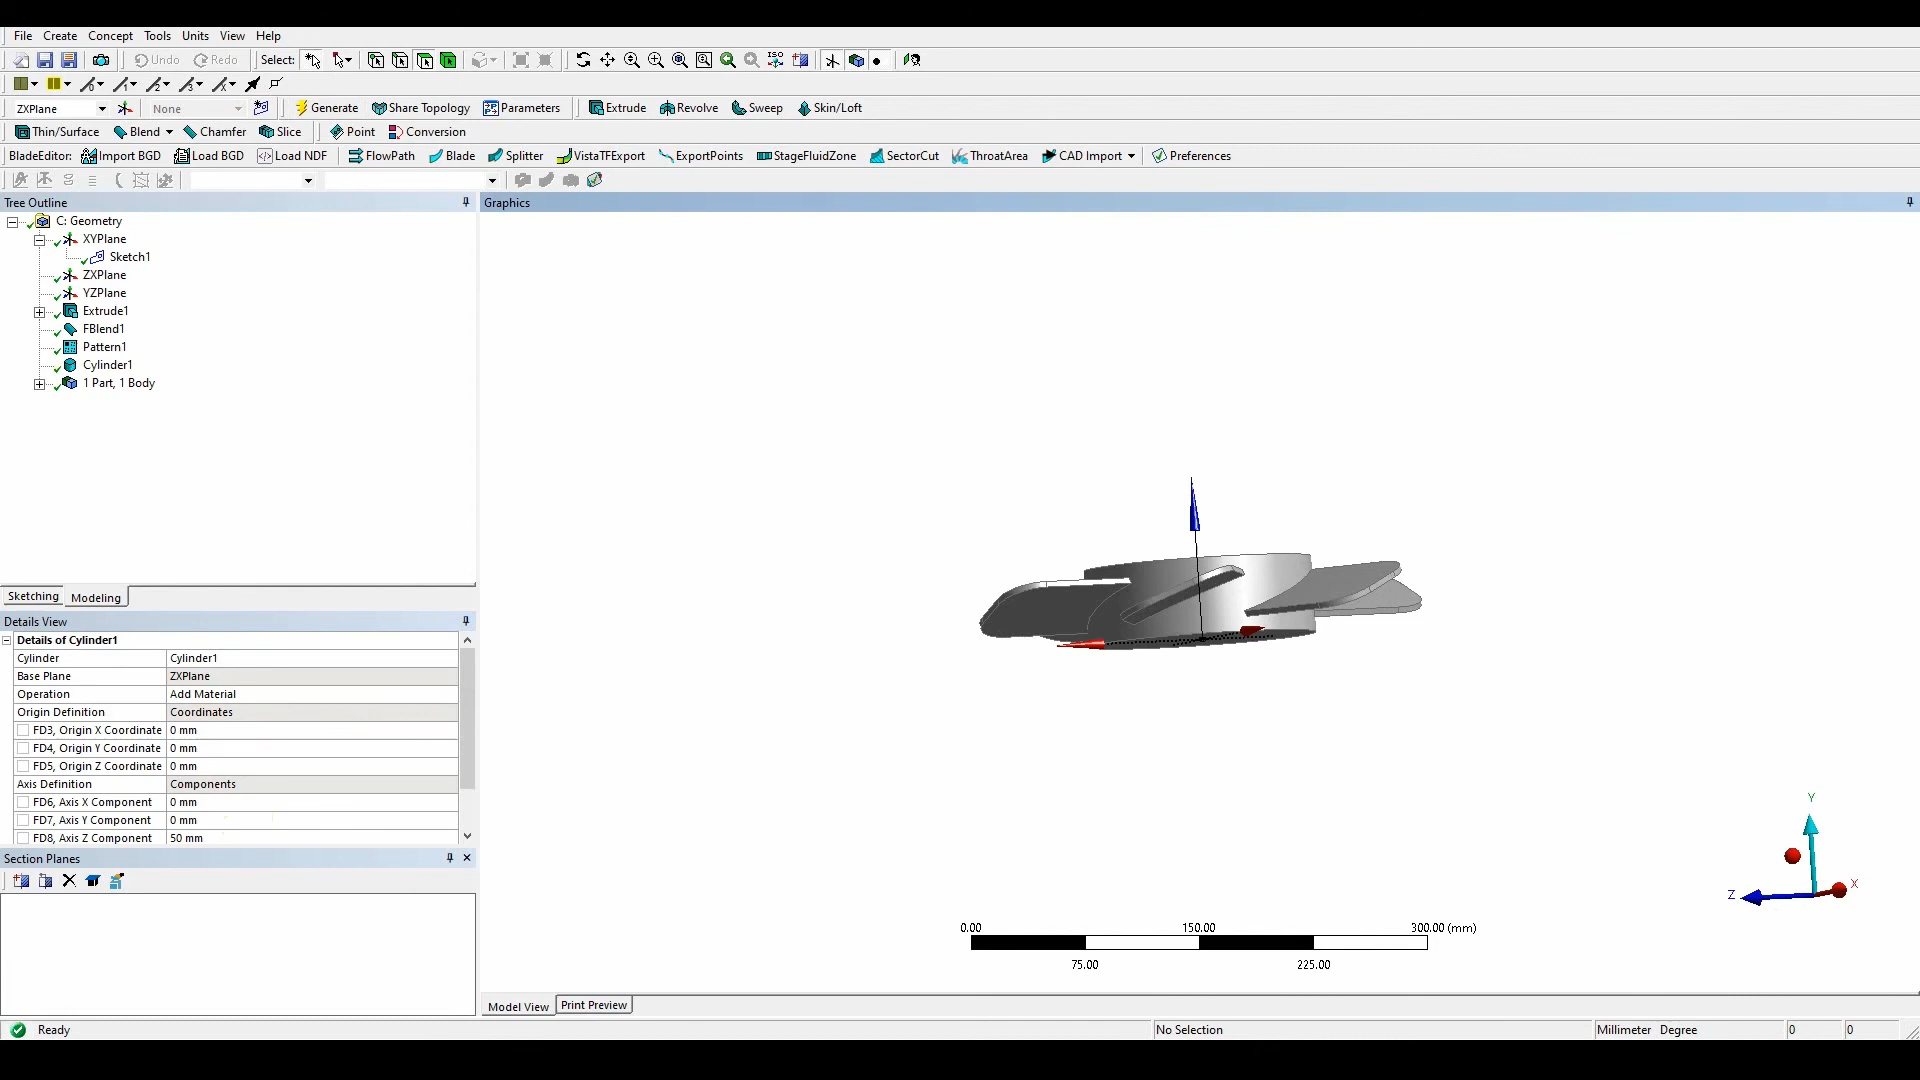 File Create Concept Tools Units View Help
Undo Redo Select: ISO
ZXPlane None Generate Share Topology Parameters Extrude Revolve Sweep Skin/Loft
Thin/Surface Blend Chamfer Slice Point Conversion
BladeEditor: Import BGD Load BGD Load NDF FlowPath Blade Splitter VistaTFExport ExportPoints StageFluidZone SectorCut ThroatArea CAD Import Preferences
Tree Outline
Graphics
C: Geometry
XYPlane
Sketch1
ZXPlane
YZPlane
Extrude1
FBlend1
Pattern1
Cylinder1
1 Part, 1 Body
Sketching Modeling
Details View
Details of Cylinder1
Cylinder Cylinder1
Base Plane ZXPlane
Operation Add Material
Origin Definition Coordinates
FD3, Origin X Coordinate 0 mm
FD4, Origin Y Coordinate 0 mm
FD5, Origin Z Coordinate 0 mm
Axis Definition Components
FD6, Axis X Component 0 mm
FD7, Axis Y Component 0 mm
FD8, Axis Z Component 50 mm
Section Planes
Y
Z
X
0.00 150.00 300.00 (mm)
75.00 225.00
Model View Print Preview
Ready No Selection Millimeter Degree 0 0